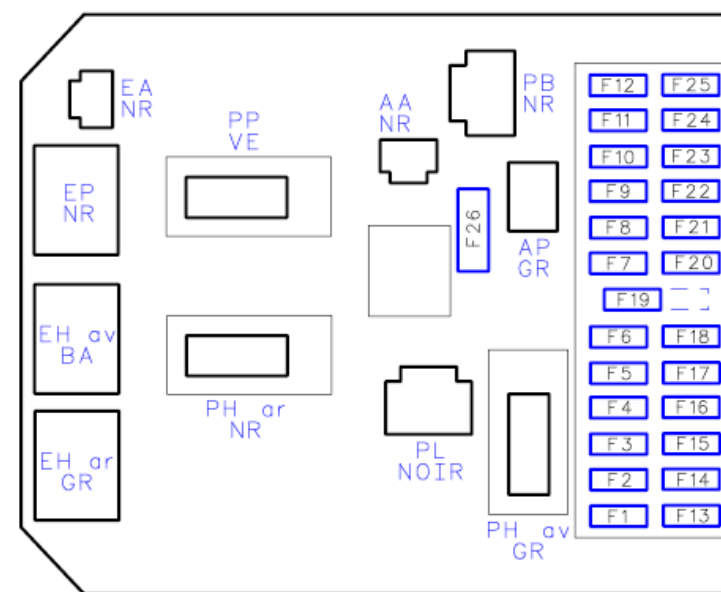 EA
NR
PP
VE
AA
NR
PB
NR
EP
NR
F26
AP
GR
EH av
BA
PH ar
NR
EH ar
GR
PL
NOIR
PH av
GR
F12 F25
F11 F24
F10 F23
F9 F22
F8 F21
F7 F20
F19
F6 F18
F5 F17
F4 F16
F3 F15
F2 F14
F1 F13